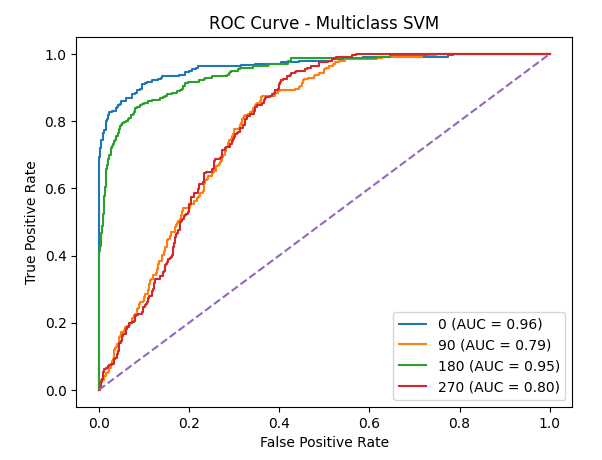 ROC Curve - Multiclass SVM
True Positive Rate
1.0
0.8
0.6
0.4
0.2
0.0
0 (AUC = 0.96)
90 (AUC = 0.79)
180 (AUC = 0.95)
270 (AUC = 0.80)
0.0 0.2 0.4 0.6 0.8 1.0
False Positive Rate